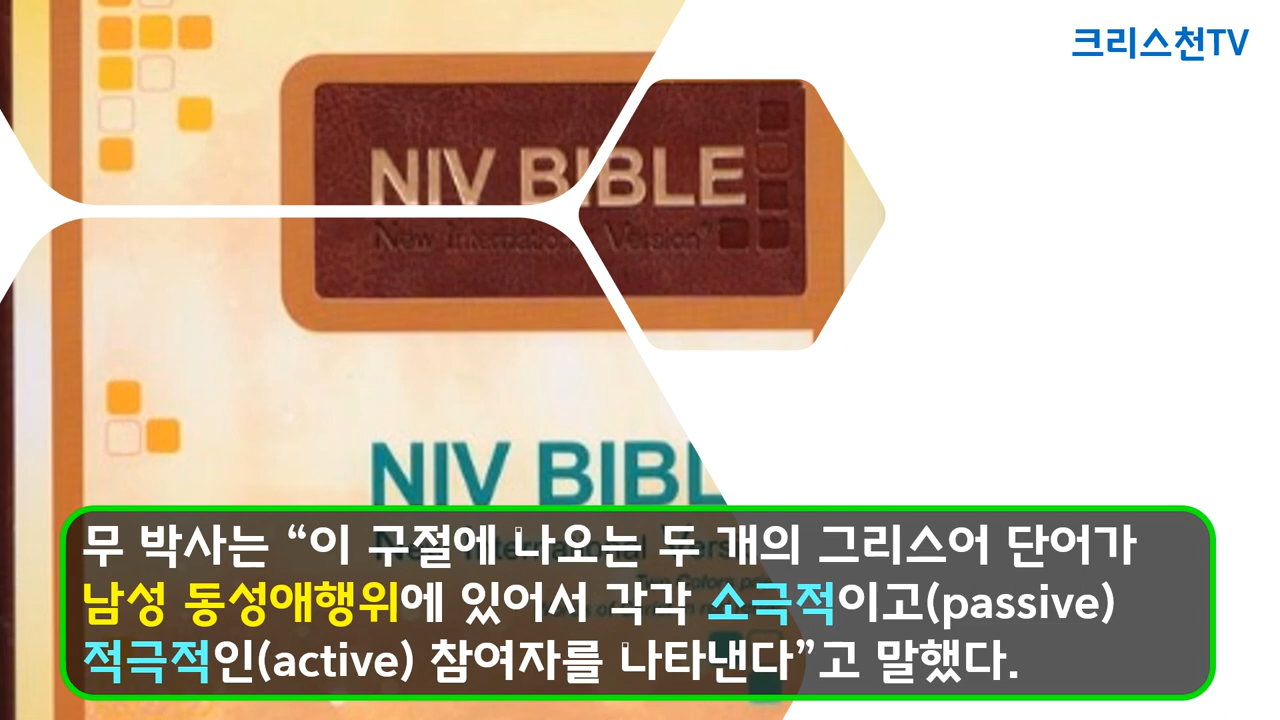 크리스천TV
NIV BIBLE
New International Version
NIV BIBL
무 박사는 “이 구절에 나오는 두 개의 그리스어 단어가
남성 동성애행위에 있어서 각각 소극적이고(passive)
적극적인(active) 참여자를 나타낸다”고 말했다.